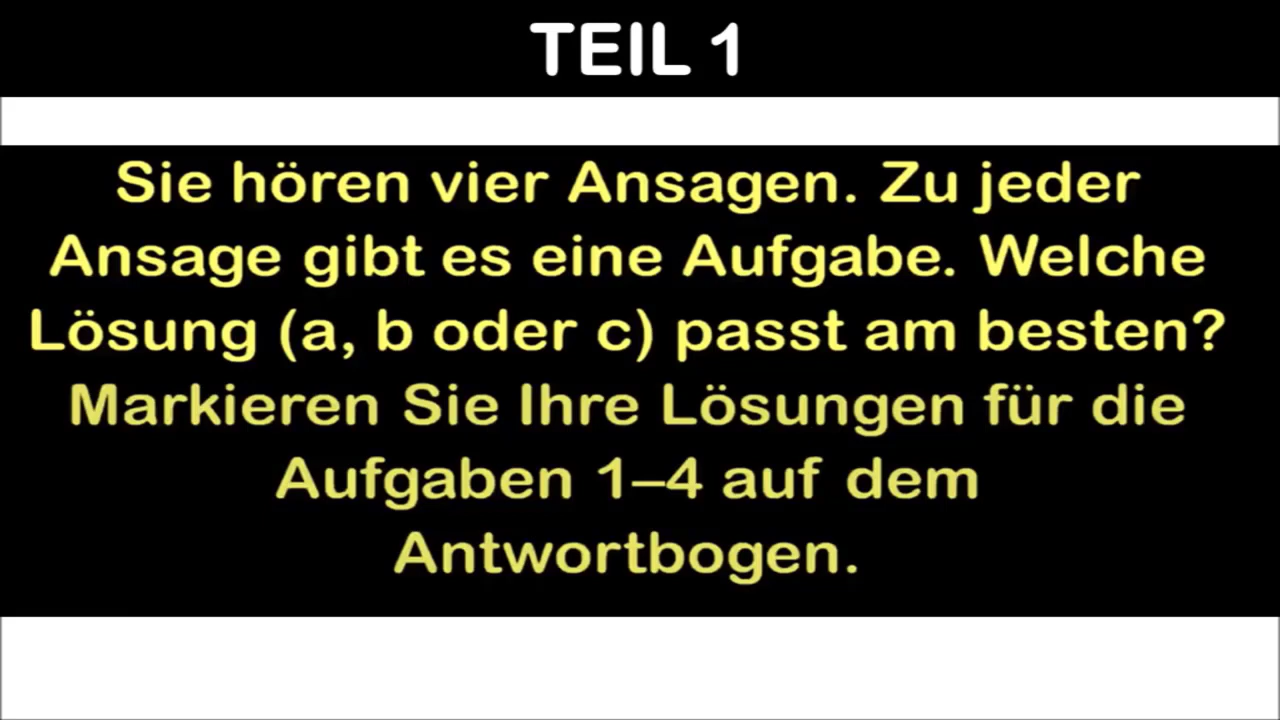 TEIL 1
Sie hören vier Ansagen. Zu jeder
Ansage gibt es eine Aufgabe. Welche
Lösung (a, b oder c) passt am besten?
Markieren Sie Ihre Lösungen für die
Aufgaben 1–4 auf dem
Antwortbogen.